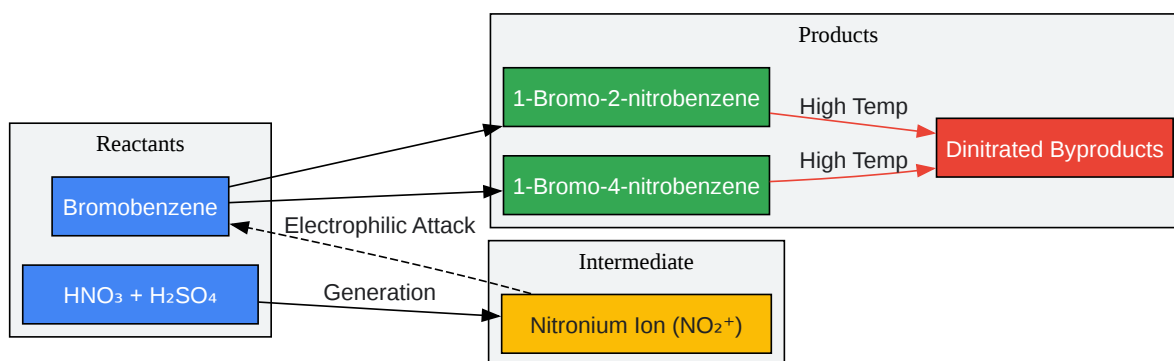 Products
1-Bromo-2-nitrobenzene
High Temp
Dinitrated Byproducts
1-Bromo-4-nitrobenzene
High Temp
Reactants
Bromobenzene
Electrophilic Attack
HNO₃ + H₂SO₄
Generation
Intermediate
Nitronium Ion (NO₂⁺)